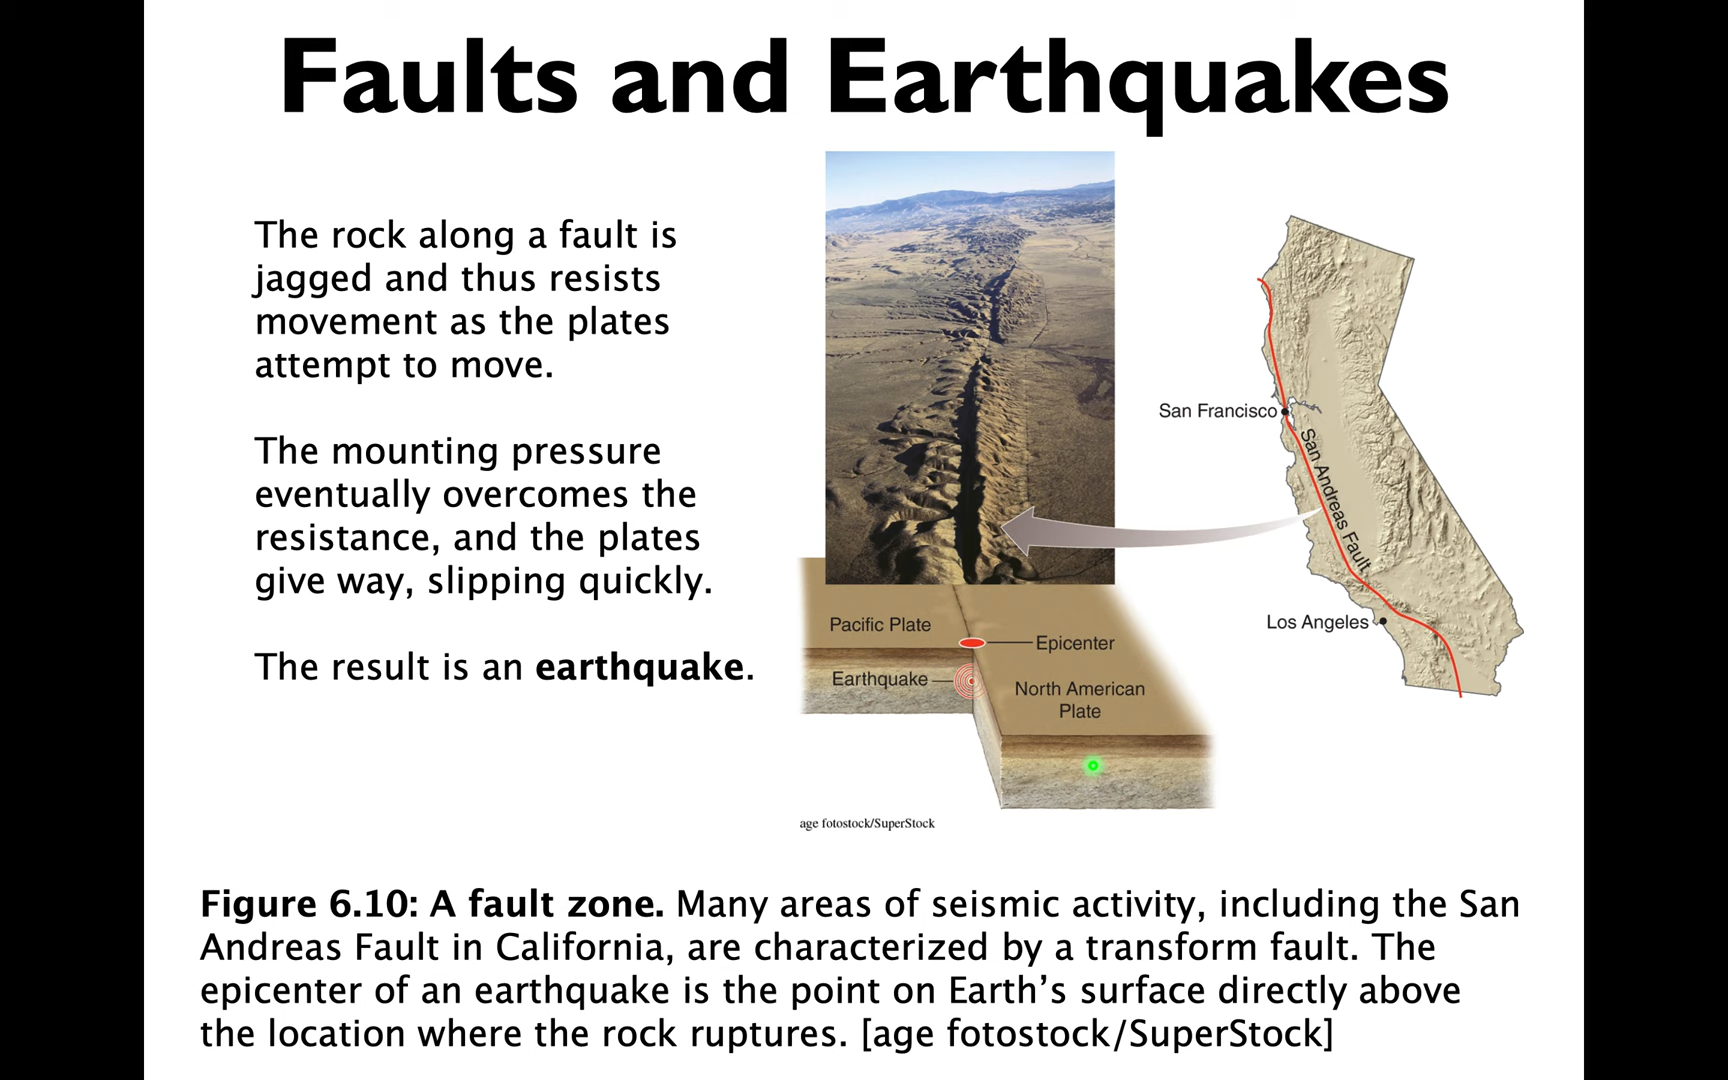 Faults and Earthquakes
The rock along a fault is
jagged and thus resists
movement as the plates
attempt to move.
The mounting pressure
eventually overcomes the
resistance, and the plates
give way, slipping quickly.
The result is an earthquake.
Pacific Plate
Epicenter
Earthquake
North American
Plate
San Francisco
San Andreas Fault
Los Angeles
age fotostock/SuperStock
Figure 6.10: A fault zone. Many areas of seismic activity, including the San
Andreas Fault in California, are characterized by a transform fault. The
epicenter of an earthquake is the point on Earth’s surface directly above
the location where the rock ruptures. [age fotostock/SuperStock]